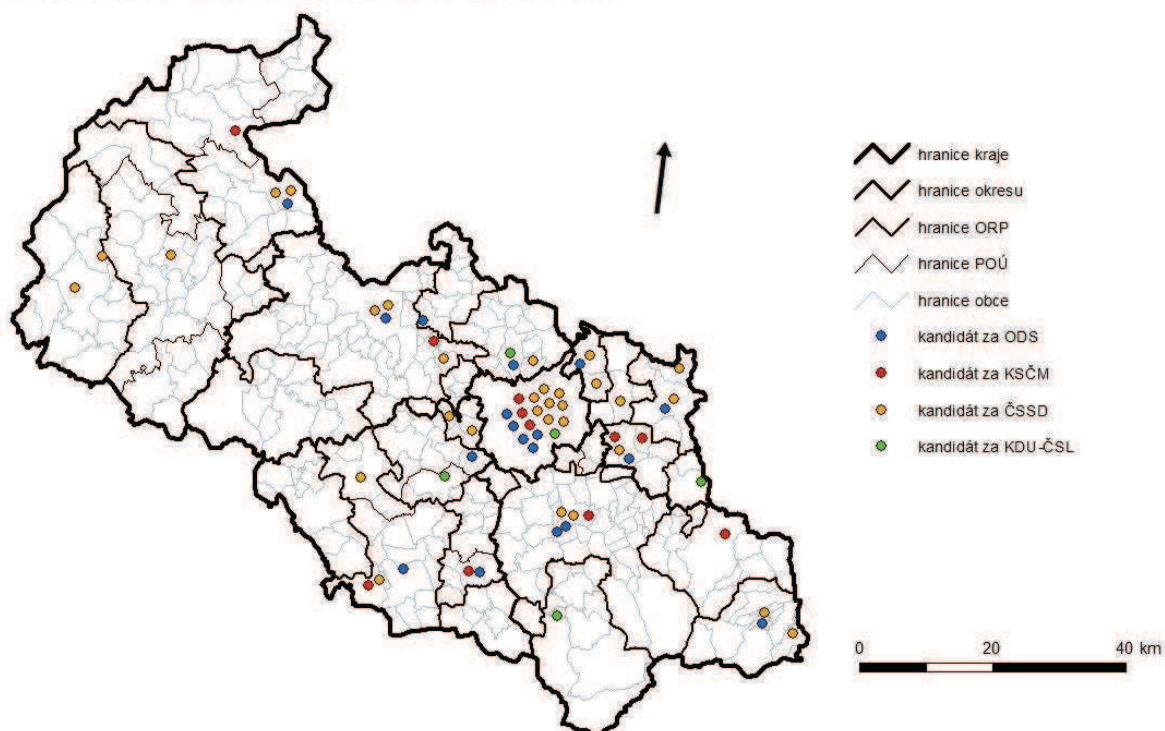 hranice kraje
hranice okresu
hranice ORP
hranice POÚ
hranice obce
kandidát za ODS
kandidát za KSČM
kandidát za ČSSD
kandidát za KDU-ČSL
0 20 40 km